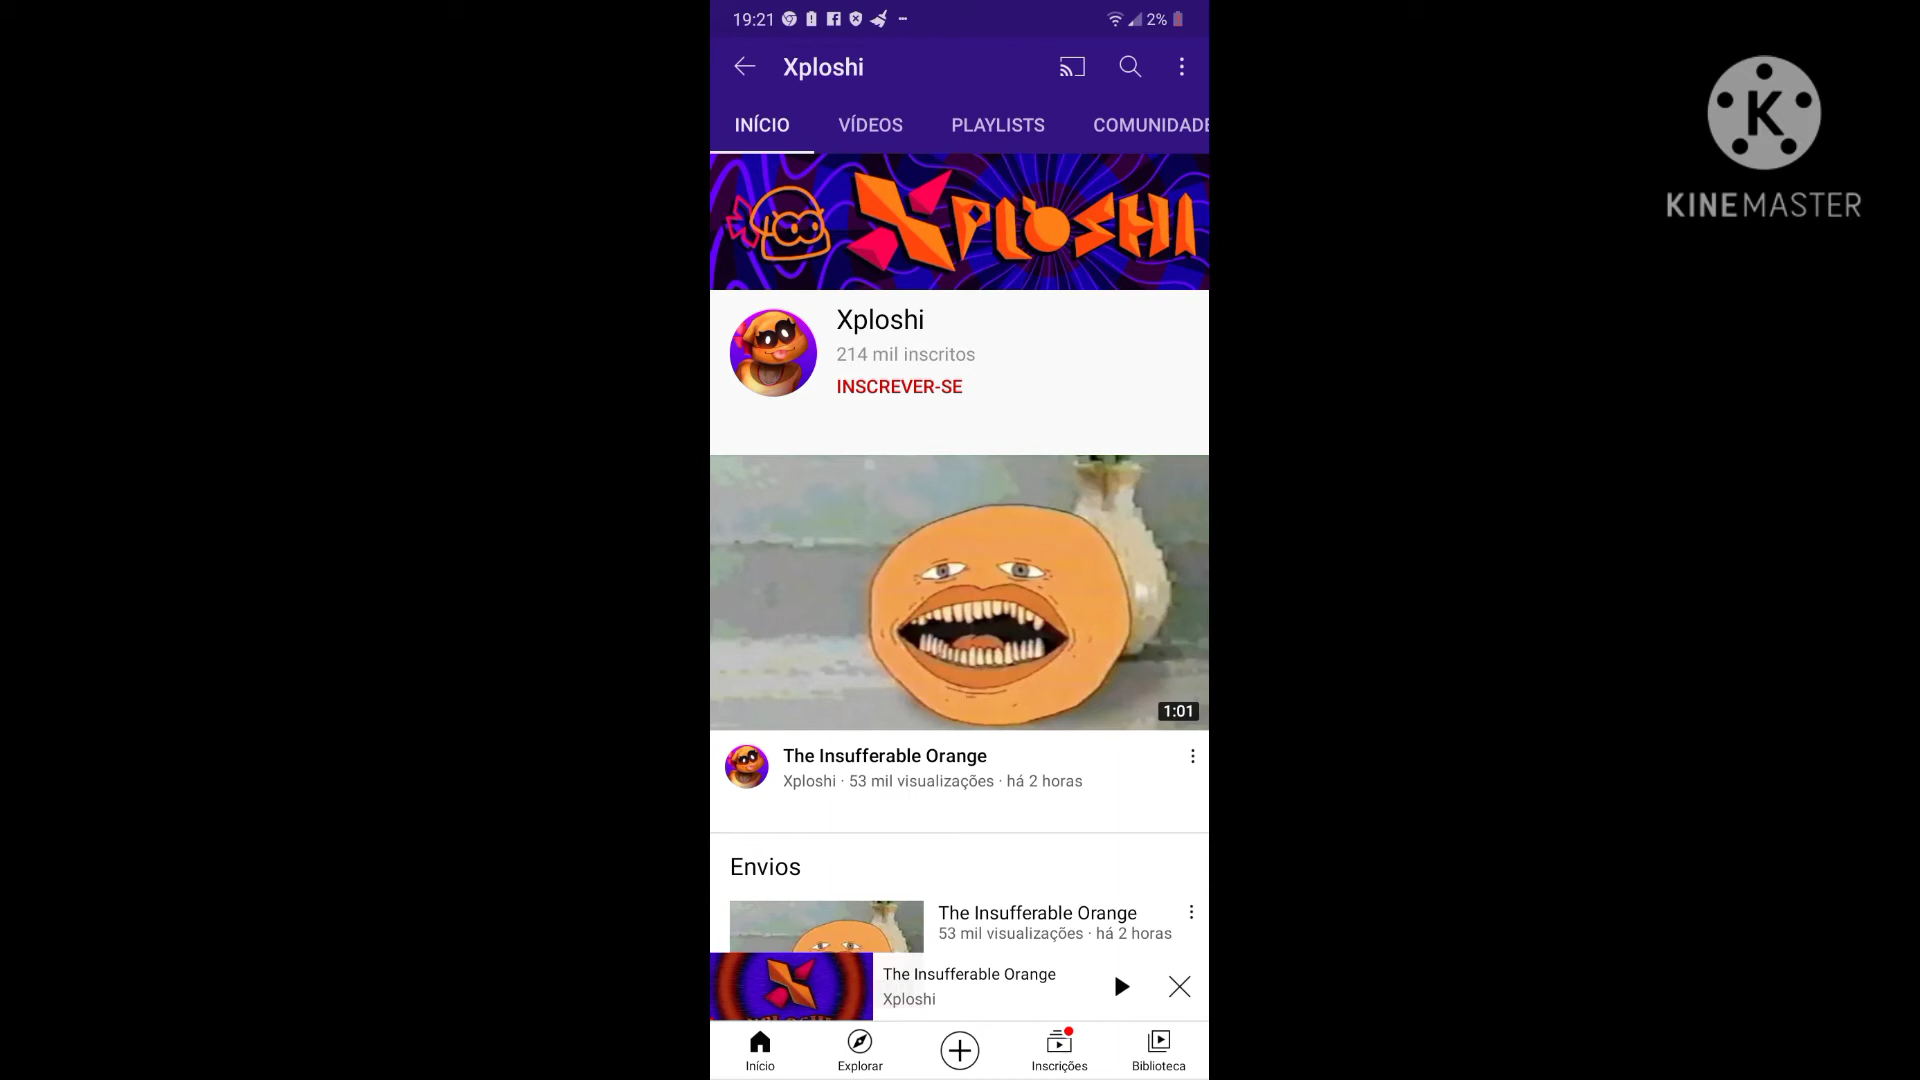 19:21
2%
Xploshi
INÍCIO
VÍDEOS
PLAYLISTS
COMUNIDADE
XPLOSHI
Xploshi
214 mil inscritos
INSCREVER-SE
1:01
The Insufferable Orange
Xploshi · 53 mil visualizações · há 2 horas
Envios
The Insufferable Orange
53 mil visualizações · há 2 horas
The Insufferable Orange
Xploshi
Início
Explorar
Inscrições
Biblioteca
K
KINEMASTER